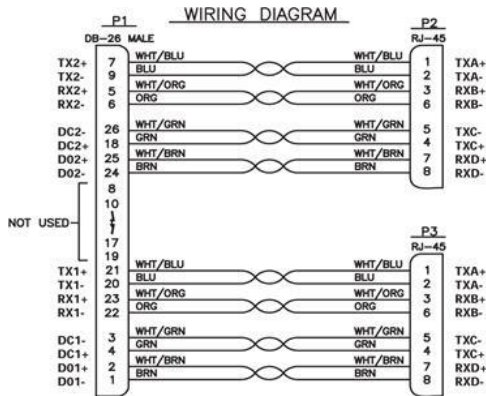 WIRING DIAGRAM
P1 P2
DB-26 MALE RJ-45
TX2+ 7 WHT/BLU WHT/BLU 1 TXA+
TX2- 9 BLU BLU 2 TXA-
RX2+ 5 WHT/ORG WHT/ORG 3 RXB+
RX2- 6 ORG ORG 6 RXB-
DC2- 26 WHT/GRN WHT/GRN 5 TXC-
DC2+ 18 GRN GRN 4 TXC+
D02+ 25 WHT/BRN WHT/BRN 7 RXD+
D02- 24 BRN BRN 8 RXD-
8
10
NOT USED
17
19
P3
RJ-45
TX1+ 21 WHT/BLU WHT/BLU 1 TXA+
TX1- 20 BLU BLU 2 TXA-
RX1+ 23 WHT/ORG WHT/ORG 3 RXB+
RX1- 22 ORG ORG 6 RXB-
DC1- 3 WHT/GRN WHT/GRN 5 TXC-
DC1+ 4 GRN GRN 4 TXC+
D01+ 2 WHT/BRN WHT/BRN 7 RXD+
D01- 1 BRN BRN 8 RXD-